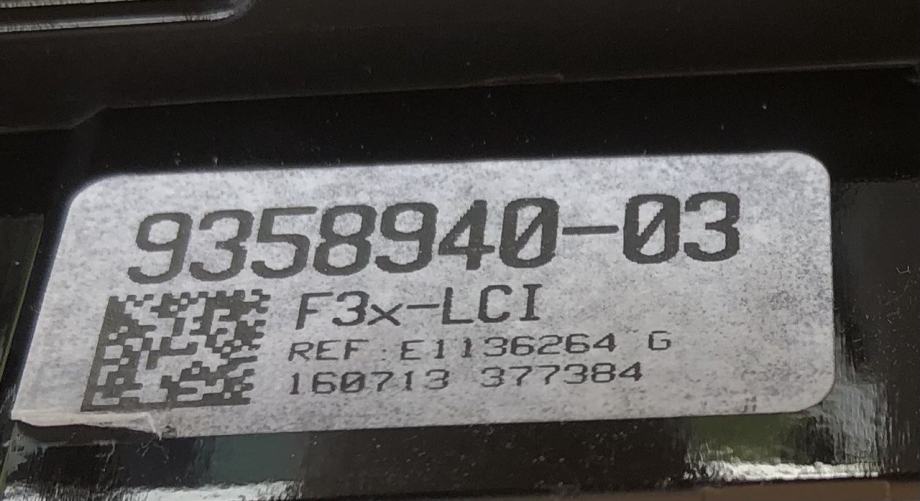 9358940-03
F3x-LCI
REF.:E1136264 G
160713 377384